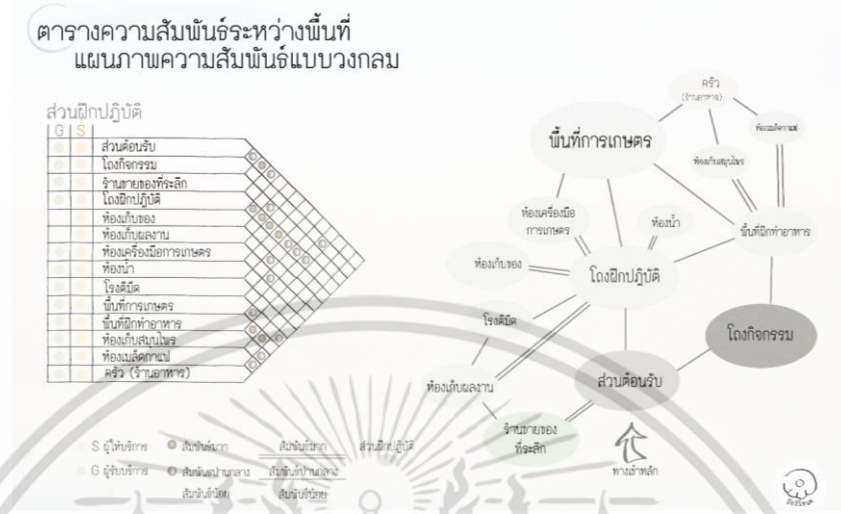 ตารางความสัมพันธ์ระหว่างพื้นที่
แผนภาพความสัมพันธ์แบบวงกลม
ส่วนฝึกปฏิบัติ
G S
ส่วนต้อนรับ
โถงกิจกรรม
ร้านขายของที่ระลึก
โถงฝึกปฏิบัติ
ห้องเก็บของ
ห้องเก็บผลงาน
ห้องเครื่องมือการเกษตร
ห้องน้ำ
โรงตีมีด
พื้นที่การเกษตร
พื้นที่ฝึกทำอาหาร
ห้องเก็บสมุนไพร
ห้องเมล็ดกาแฟ
ครัว (ร้านอาหาร)
S ผู้ให้บริการ
G ผู้รับบริการ
สัมพันธ์มาก
สัมพันธ์ปานกลาง
สัมพันธ์น้อย
สัมพันธ์มาก
สัมพันธ์ปานกลาง
สัมพันธ์น้อย
ส่วนฝึกปฏิบัติ
ครัว
(ร้านอาหาร)
ห้องเมล็ดกาแฟ
พื้นที่การเกษตร
ห้องเก็บสมุนไพร
ห้องเครื่องมือ
การเกษตร
ห้องน้ำ
พื้นที่ฝึกทำอาหาร
ห้องเก็บของ
โถงฝึกปฏิบัติ
โรงตีมีด
โถงกิจกรรม
ห้องเก็บผลงาน
ส่วนต้อนรับ
ร้านขายของ
ที่ระลึก
ทางเข้าหลัก